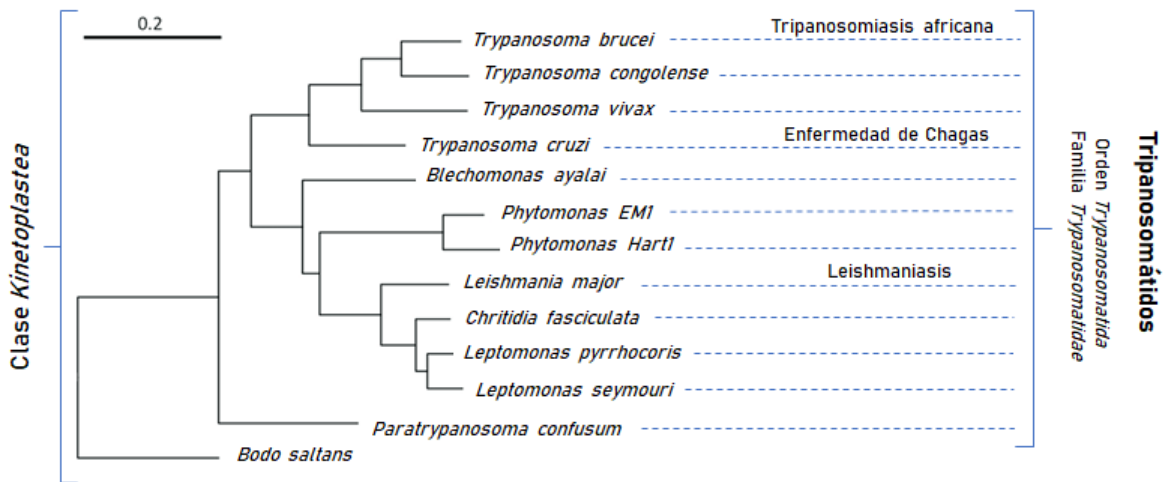 0.2
Trypanosoma brucei
Tripanosomiasis africana
Trypanosoma congolense
Trypanosoma vivax
Trypanosoma cruzi
Enfermedad de Chagas
Blechomonas ayalai
Phytomonas EM1
Phytomonas Hart1
Leishmania major
Leishmaniasis
Chritidia fasciculata
Leptomonas pyrrhocoris
Leptomonas seymouri
Paratrypanosoma confusum
Bodo saltans
Clase Kinetoplastea
Tripanosomátidos
Orden Trypanosomatida
Familia Trypanosomatidae